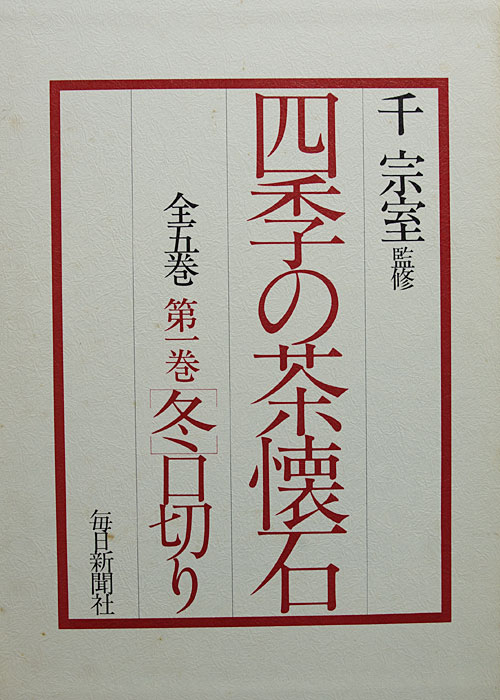 千 宗室 監修
四季の茶懐石
全五巻 第一巻 [冬]口切り
毎日新聞社